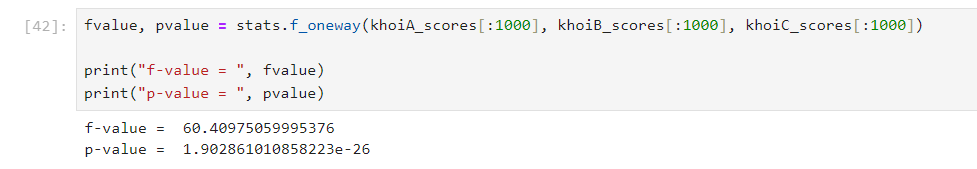 [42]: fvalue, pvalue = stats.f_oneway(khoiA_scores[:1000], khoiB_scores[:1000], khoiC_scores[:1000])
print("f-value = ", fvalue)
print("p-value = ", pvalue)
f-value =  60.40975059995376
p-value =  1.902861010858223e-26